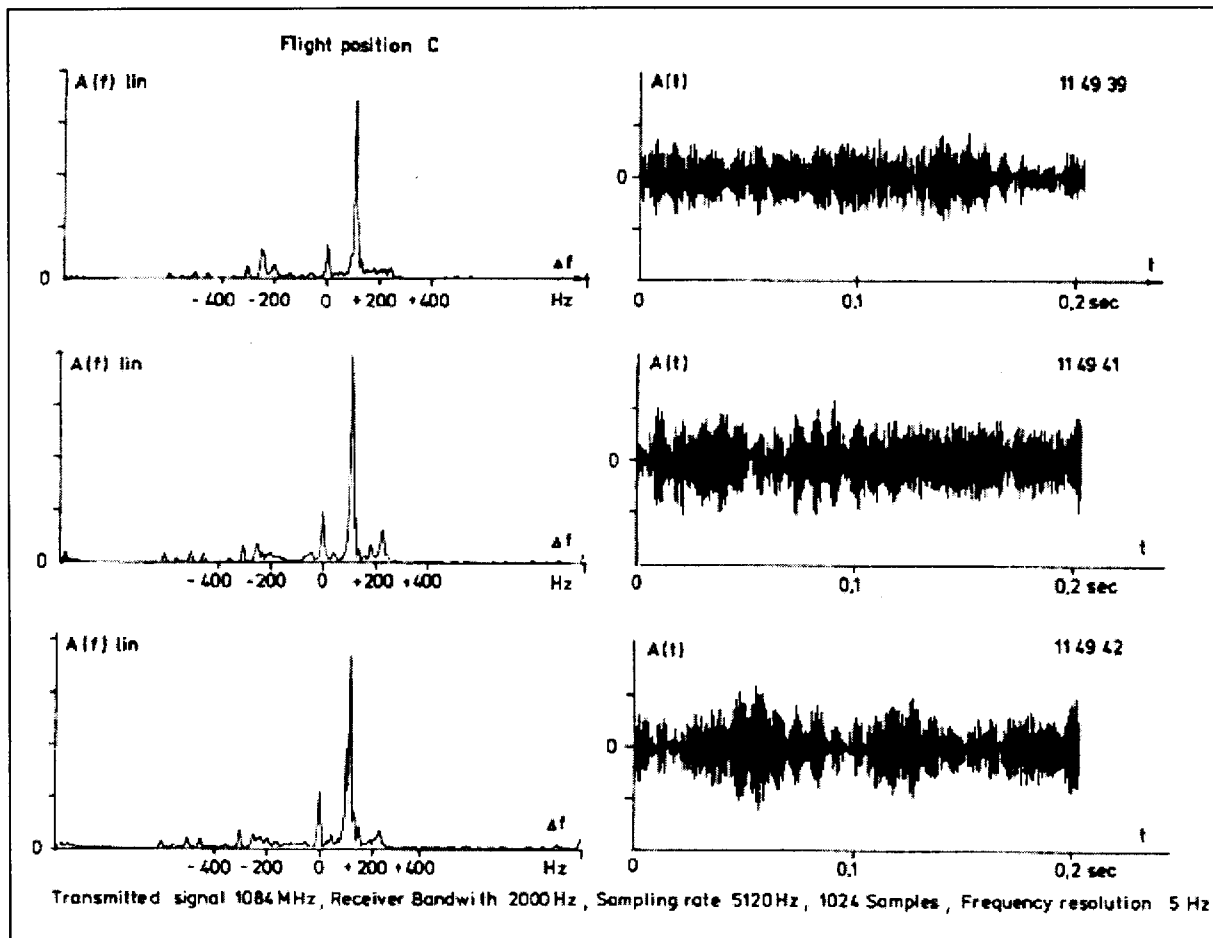 Flight position C
A(f) lin
0
Δf
-400 -200 0 +200 +400 Hz
A(t)
11 49 39
0
t
0 0,1 0,2 sec
A(f) lin
0
Δf
-400 -200 0 +200 +400
Hz
A(t)
11 49 41
0
t
0 0,1 0,2 sec
A(f) lin
0
Δf
-400 -200 0 +200 +400 Hz
A(t)
11 49 42
0
t
0 0,1 0,2 sec
Transmitted signal 1084 MHz, Receiver Bandwith 2000 Hz, Sampling rate 5120 Hz, 1024 Samples, Frequency resolution 5 Hz